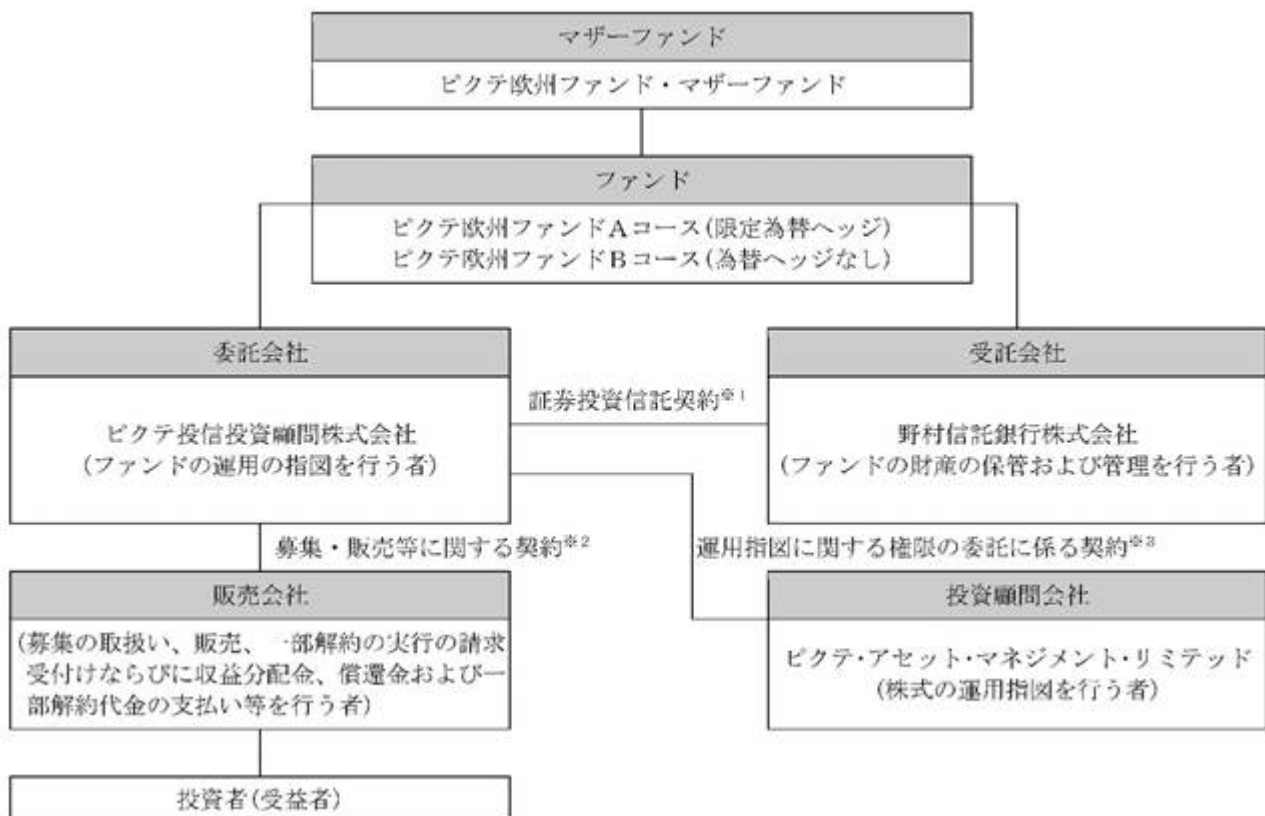 マザーファンド
ピクテ欧州ファンド・マザーファンド
ファンド
ピクテ欧州ファンドAコース(限定為替ヘッジ)
ピクテ欧州ファンドBコース(為替ヘッジなし)
委託会社
ピクテ投信投資顧問株式会社
(ファンドの運用の指図を行う者)
証券投資信託契約※1
受託会社
野村信託銀行株式会社
(ファンドの財産の保管および管理を行う者)
募集・販売等に関する契約※2
運用指図に関する権限の委託に係る契約※3
販売会社
(募集の取扱い、販売、一部解約の実行の請求
受付けならびに収益分配金、償還金および一
部解約代金の支払い等を行う者)
投資顧問会社
ピクテ・アセット・マネジメント・リミテッド
(株式の運用指図を行う者)
投資者(受益者)